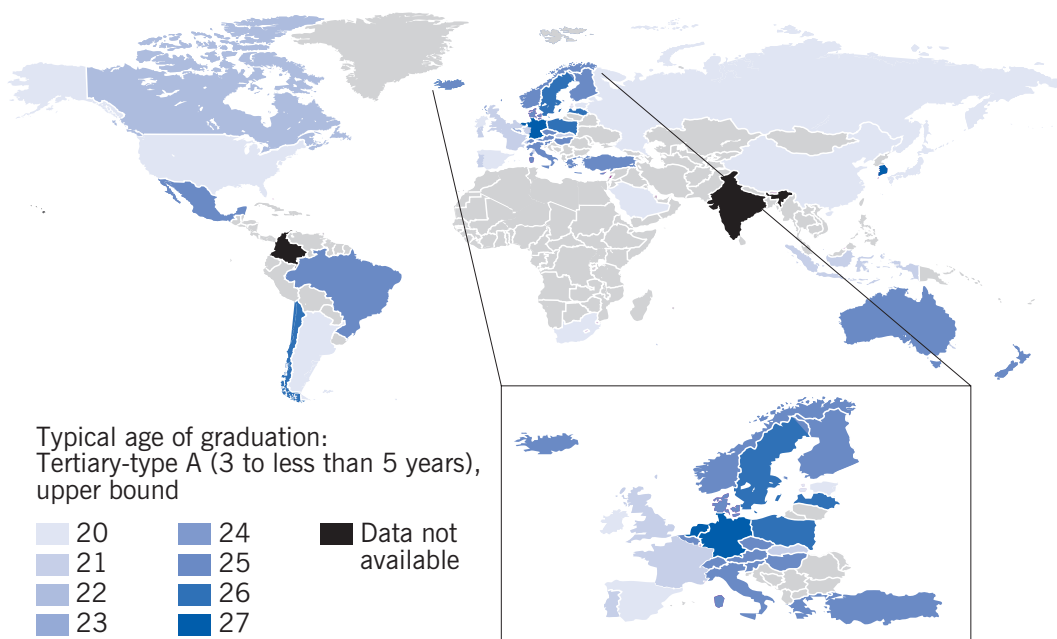 Typical age of graduation:
Tertiary-type A (3 to less than 5 years),
upper bound
20
21
22
23
24
25
26
27
Data not
available